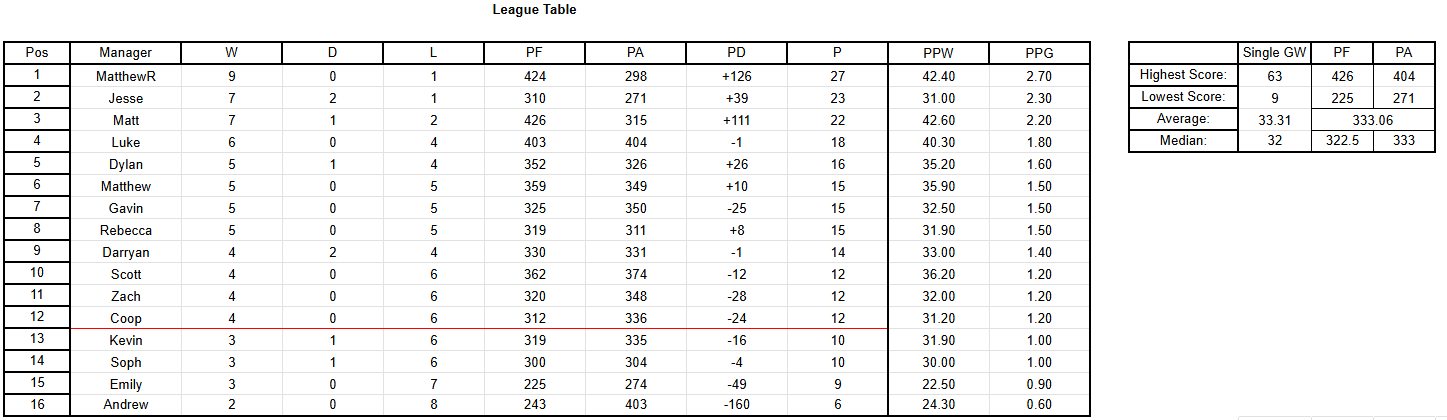 League Table
Pos Manager W D L PF PA PD P PPW PPG
1 MatthewR 9 0 1 424 298 +126 27 42.40 2.70
2 Jesse 7 2 1 310 271 +39 23 31.00 2.30
3 Matt 7 1 2 426 315 +111 22 42.60 2.20
4 Luke 6 0 4 403 404 -1 18 40.30 1.80
5 Dylan 5 1 4 352 326 +26 16 35.20 1.60
6 Matthew 5 0 5 359 349 +10 15 35.90 1.50
7 Gavin 5 0 5 325 350 -25 15 32.50 1.50
8 Rebecca 5 0 5 319 311 +8 15 31.90 1.50
9 Darryan 4 2 4 330 331 -1 14 33.00 1.40
10 Scott 4 0 6 362 374 -12 12 36.20 1.20
11 Zach 4 0 6 320 348 -28 12 32.00 1.20
12 Coop 4 0 6 312 336 -24 12 31.20 1.20
13 Kevin 3 1 6 319 335 -16 10 31.90 1.00
14 Soph 3 1 6 300 304 -4 10 30.00 1.00
15 Emily 3 0 7 225 274 -49 9 22.50 0.90
16 Andrew 2 0 8 243 403 -160 6 24.30 0.60
Single GW PF PA
Highest Score: 63 426 404
Lowest Score: 9 225 271
Average: 33.31 333.06
Median: 32 322.5 333